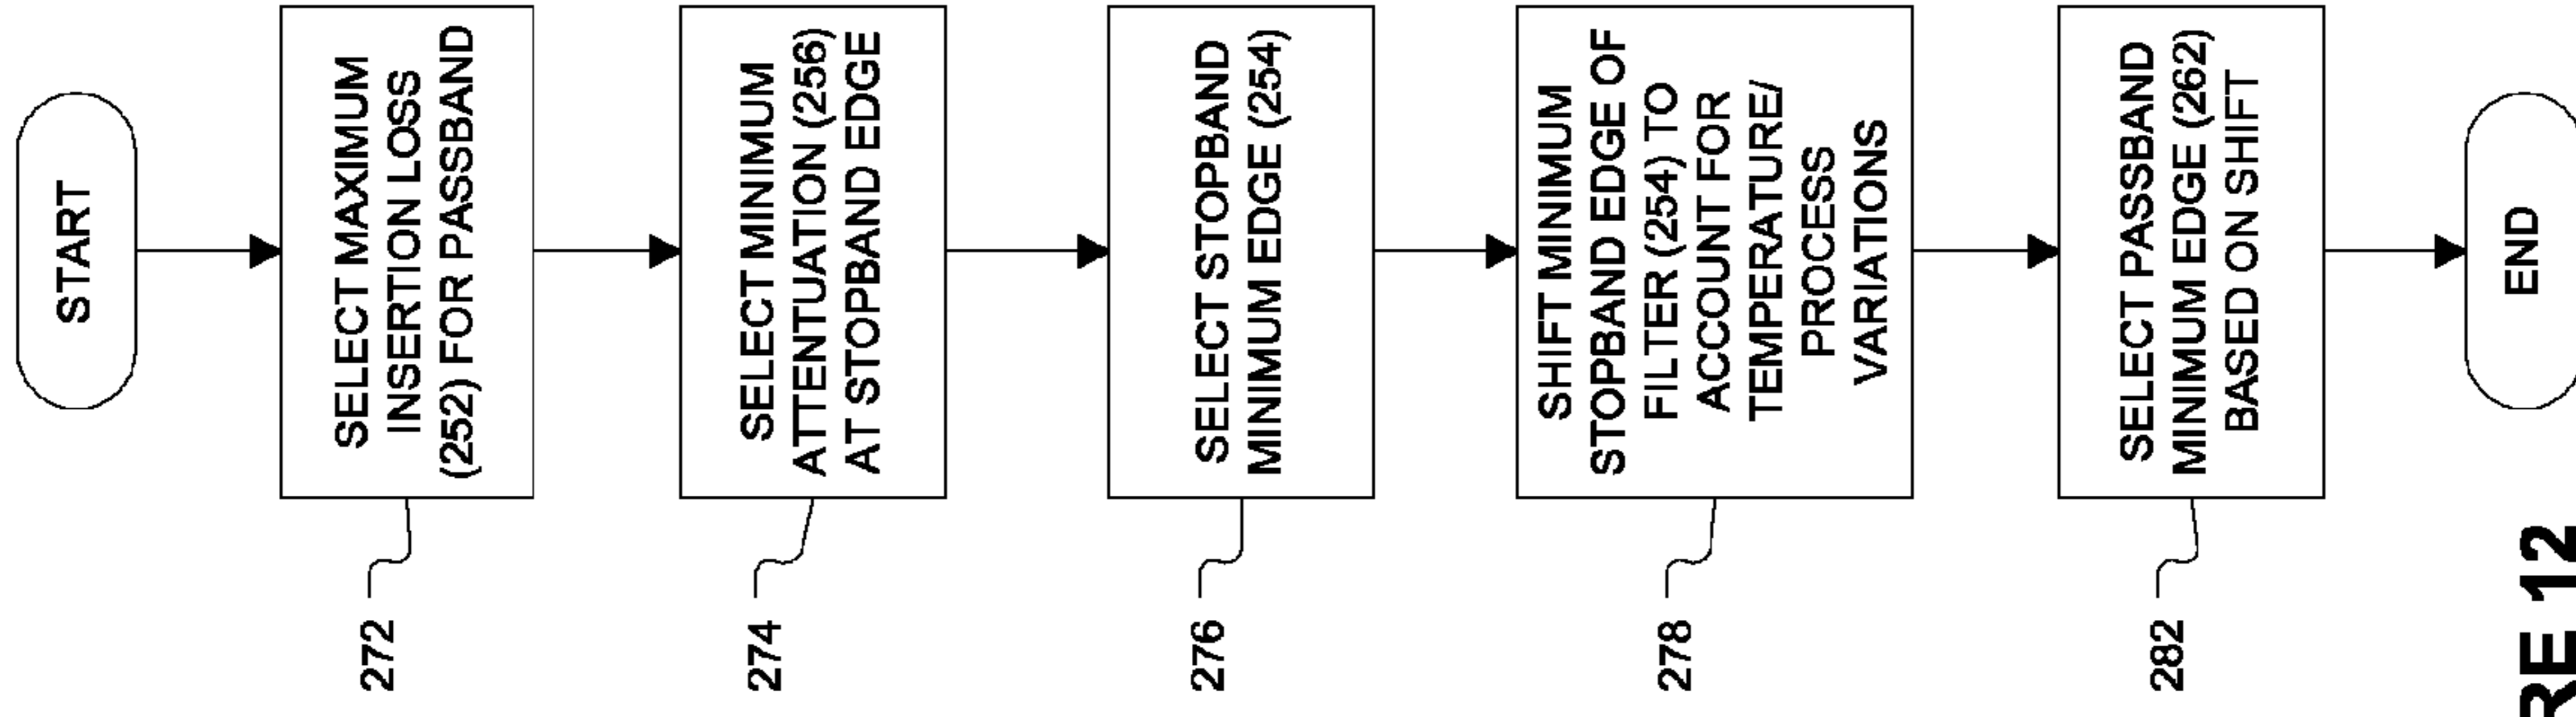 START
272
SELECT MAXIMUM
INSERTION LOSS
(252) FOR PASSBAND
274
SELECT MINIMUM
ATTENTUATION (256)
AT STOPBAND EDGE
276
SELECT STOPBAND
MINIMUM EDGE (254)
278
SHIFT MINIMUM
STOPBAND EDGE OF
FILTER (254) TO
ACCOUNT FOR
TEMPERATURE/
PROCESS
VARIATIONS
282
SELECT PASSBAND
MINIMUM EDGE (262)
BASED ON SHIFT
END
RE 12